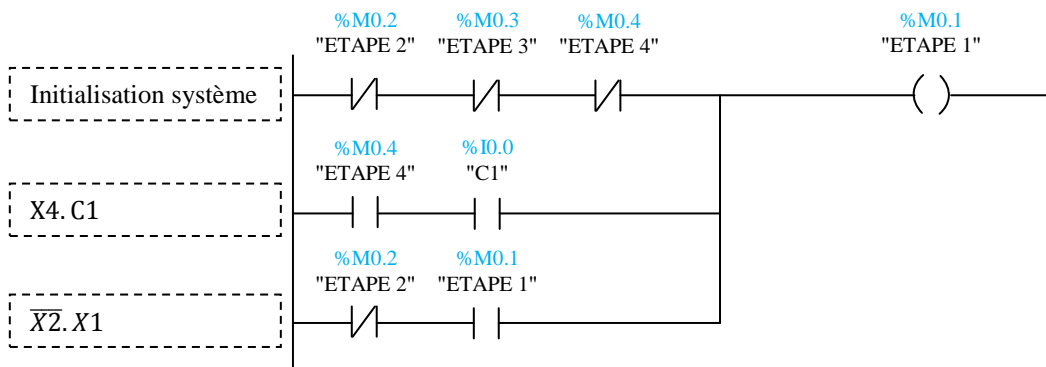 %M0.2 %M0.3 %M0.4 %M0.1
"ETAPE 2" "ETAPE 3" "ETAPE 4" "ETAPE 1"
Initialisation système
%M0.4 %I0.0
"ETAPE 4" "C1"
X4. C1
%M0.2 %M0.1
"ETAPE 2" "ETAPE 1"
X̅2̅. X1